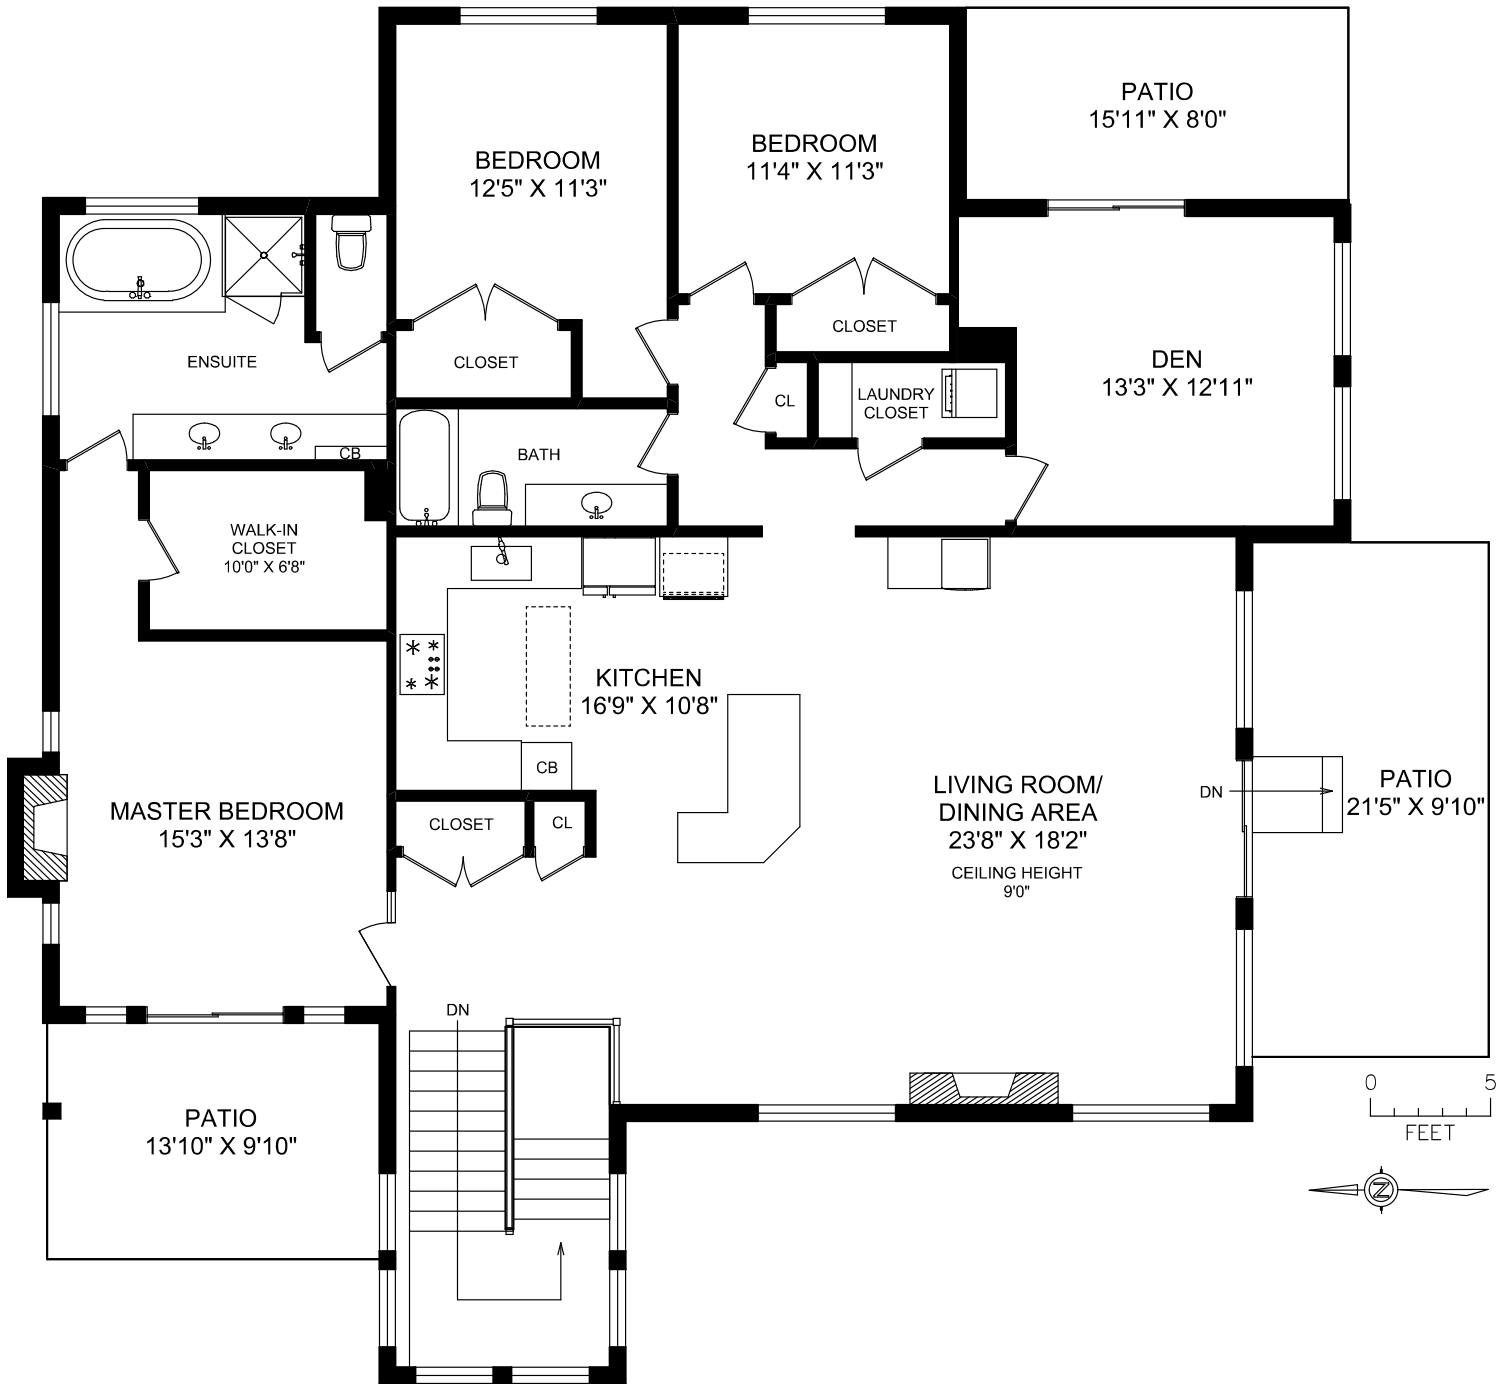 PATIO
15'11" X 8'0"
BEDROOM
11'4" X 11'3"
BEDROOM
12'5" X 11'3"
CLOSET
CLOSET
ENSUITE
DEN
13'3" X 12'11"
CL
LAUNDRY
CLOSET
CB
BATH
WALK-IN
CLOSET
10'0" X 6'8"
KITCHEN
16'9" X 10'8"
CB
MASTER BEDROOM
15'3" X 13'8"
CLOSET
CL
LIVING ROOM/
DINING AREA
23'8" X 18'2"
CEILING HEIGHT
9'0"
DN
PATIO
21'5" X 9'10"
DN
PATIO
13'10" X 9'10"
0 5
FEET
N